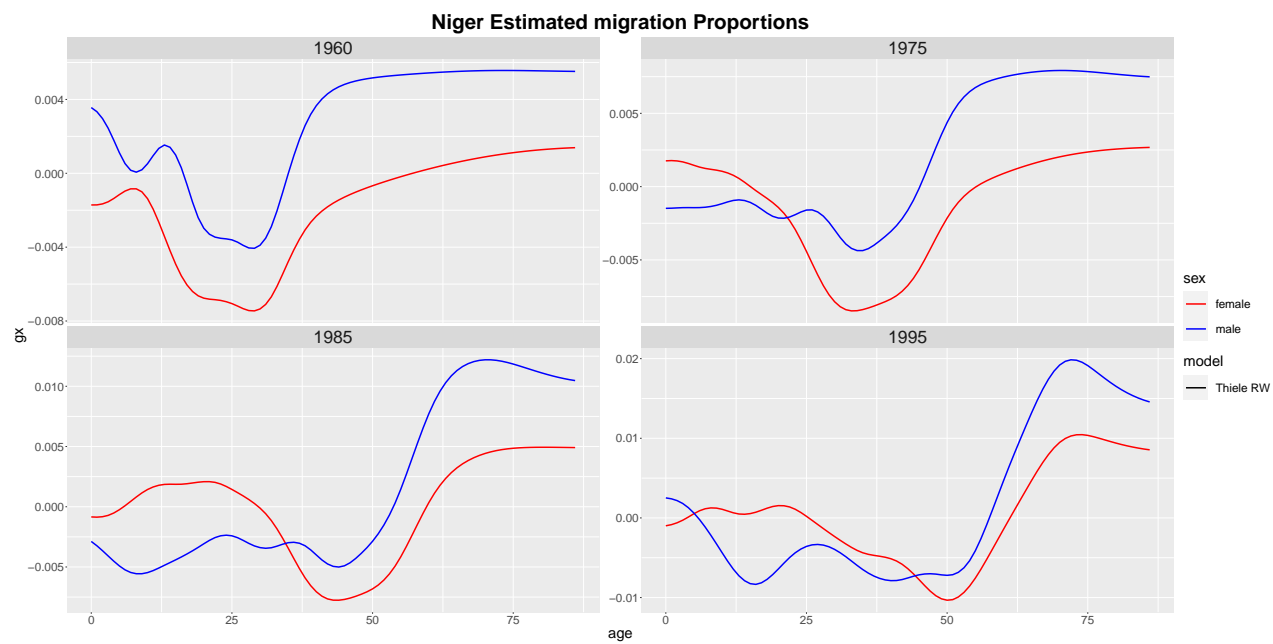 Niger Estimated migration Proportions
1960
1975
0.004
0.000
−0.004
−0.008
0.005
0.000
−0.005
gx
sex
female
male
model
Thiele RW
1985
1995
0.010
0.005
0.000
−0.005
0.02
0.01
0.00
−0.01
0 25 50 75
0 25 50 75
age